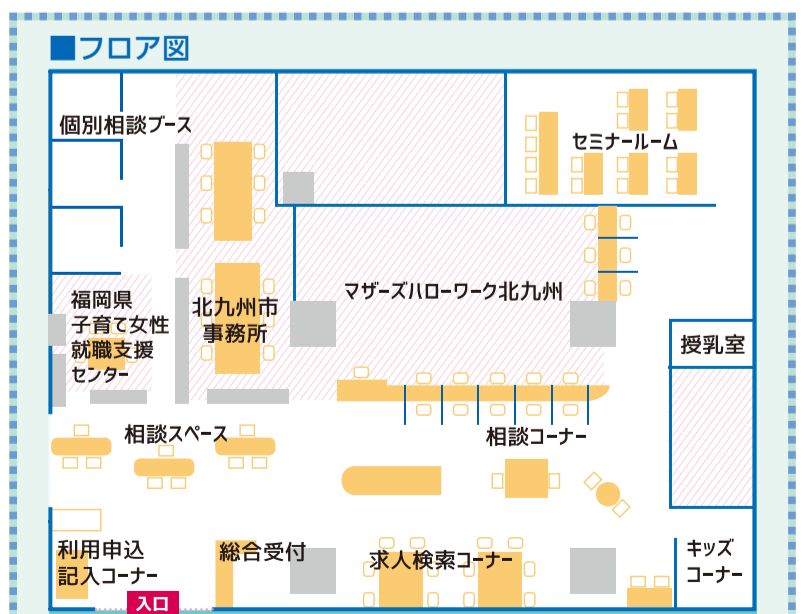 ■フロア図
個別相談ブース
セミナールーム
福岡県
子育て女性
就職支援
センター
北九州市
事務所
マザーズハローワーク北九州
授乳室
相談スペース
相談コーナー
利用申込
記入コーナー
総合受付
求人検索コーナー
キッズ
コーナー
入口